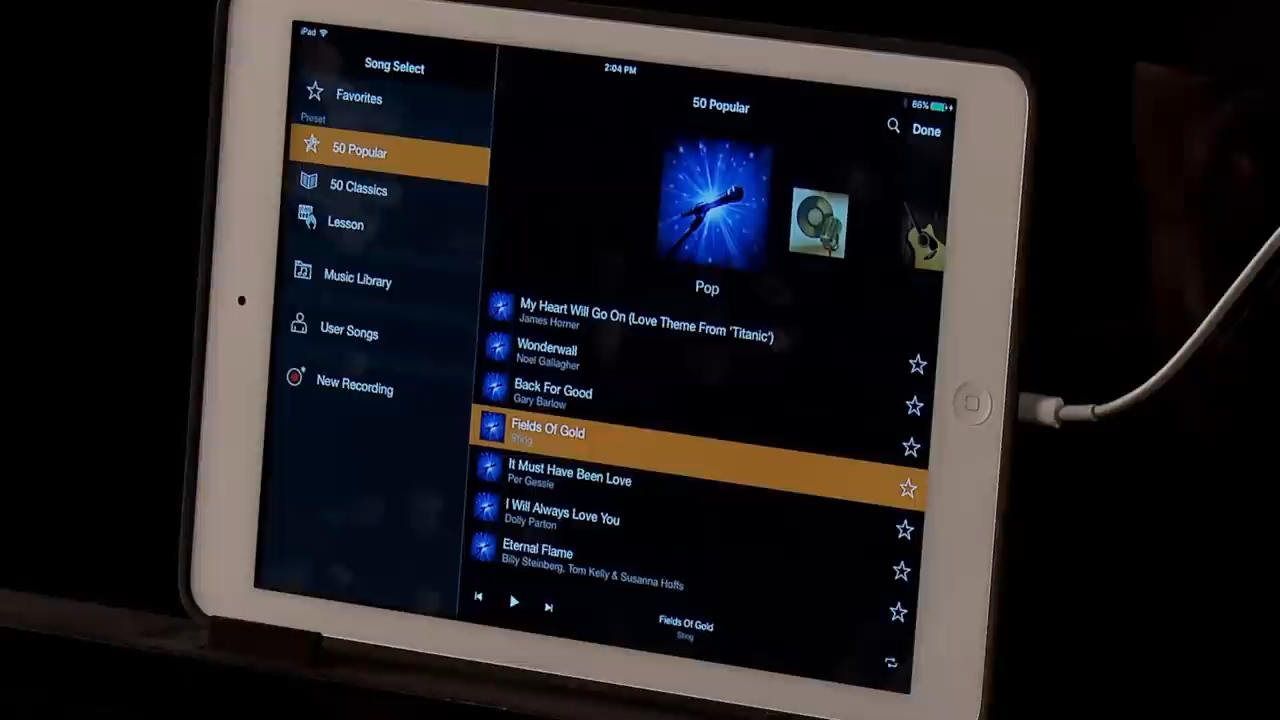 iPad
2:04 PM
66%
Song Select
Favorites
Preset
50 Popular
50 Classics
Lesson
Music Library
User Songs
New Recording
50 Popular
Done
Pop
My Heart Will Go On (Love Theme From 'Titanic')
James Horner
Wonderwall
Noel Gallagher
Back For Good
Gary Barlow
Fields Of Gold
Sting
It Must Have Been Love
Per Gessle
I Will Always Love You
Dolly Parton
Eternal Flame
Billy Steinberg, Tom Kelly & Susanna Hoffs
Fields Of Gold
Sting